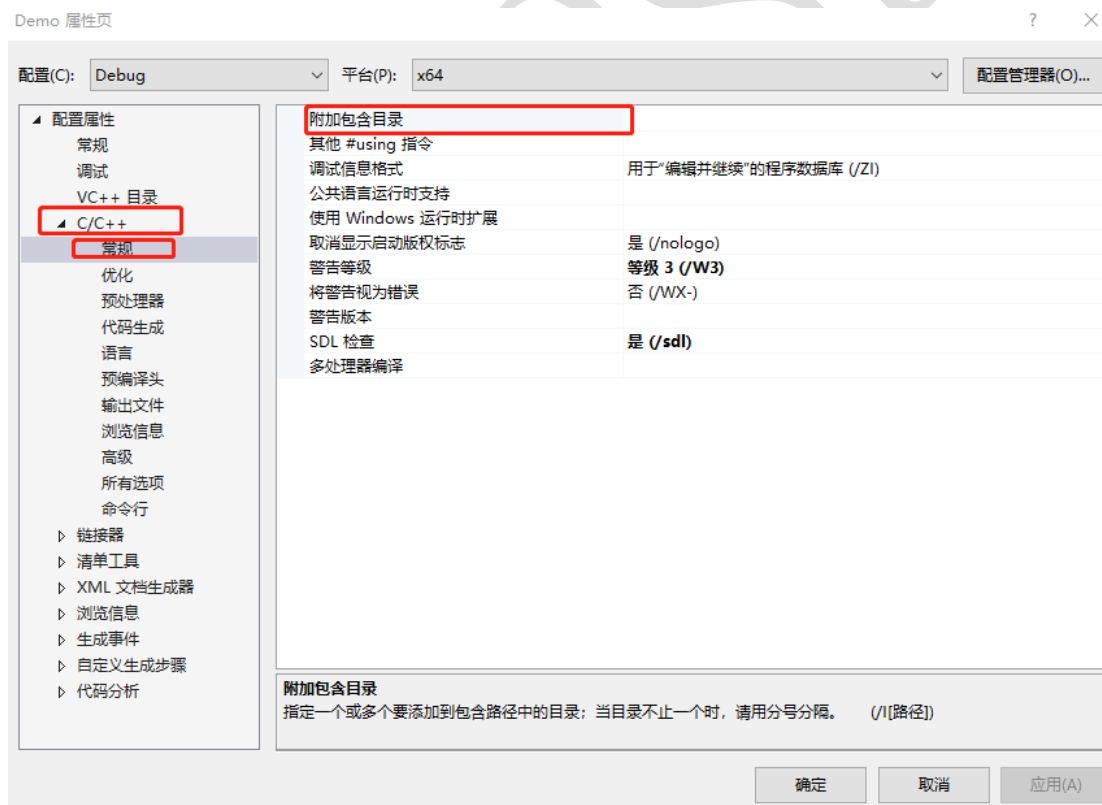 Demo 属性页
配置(C): Debug 平台(P): x64 配置管理器(O)...
配置属性
常规
调试
VC++ 目录
C/C++
常规
优化
预处理器
代码生成
语言
预编译头
输出文件
浏览信息
高级
所有选项
命令行
链接器
清单工具
XML 文档生成器
浏览信息
生成事件
自定义生成步骤
代码分析
附加包含目录
其他 #using 指令
调试信息格式 用于“编辑并继续”的程序数据库 (/ZI)
公共语言运行时支持
使用 Windows 运行时扩展
取消显示启动版权标志 是 (/nologo)
警告等级 等级 3 (/W3)
将警告视为错误 否 (/WX-)
警告版本
SDL 检查 是 (/sdl)
多处理器编译
附加包含目录
指定一个或多个要添加到包含路径中的目录；当目录不止一个时，请用分号分隔。 (/I[路径])
确定 取消 应用(A)